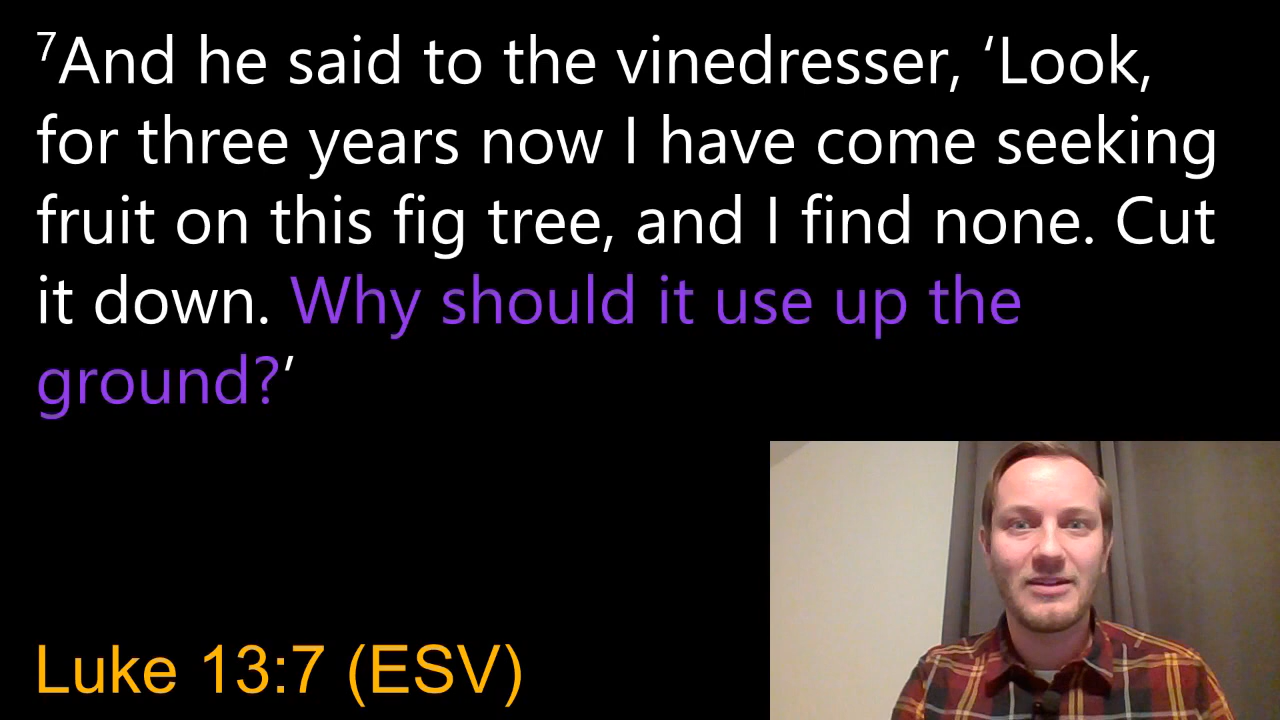 ⁷And he said to the vinedresser, ‘Look,
for three years now I have come seeking
fruit on this fig tree, and I find none. Cut
it down. Why should it use up the
ground?’
Luke 13:7 (ESV)